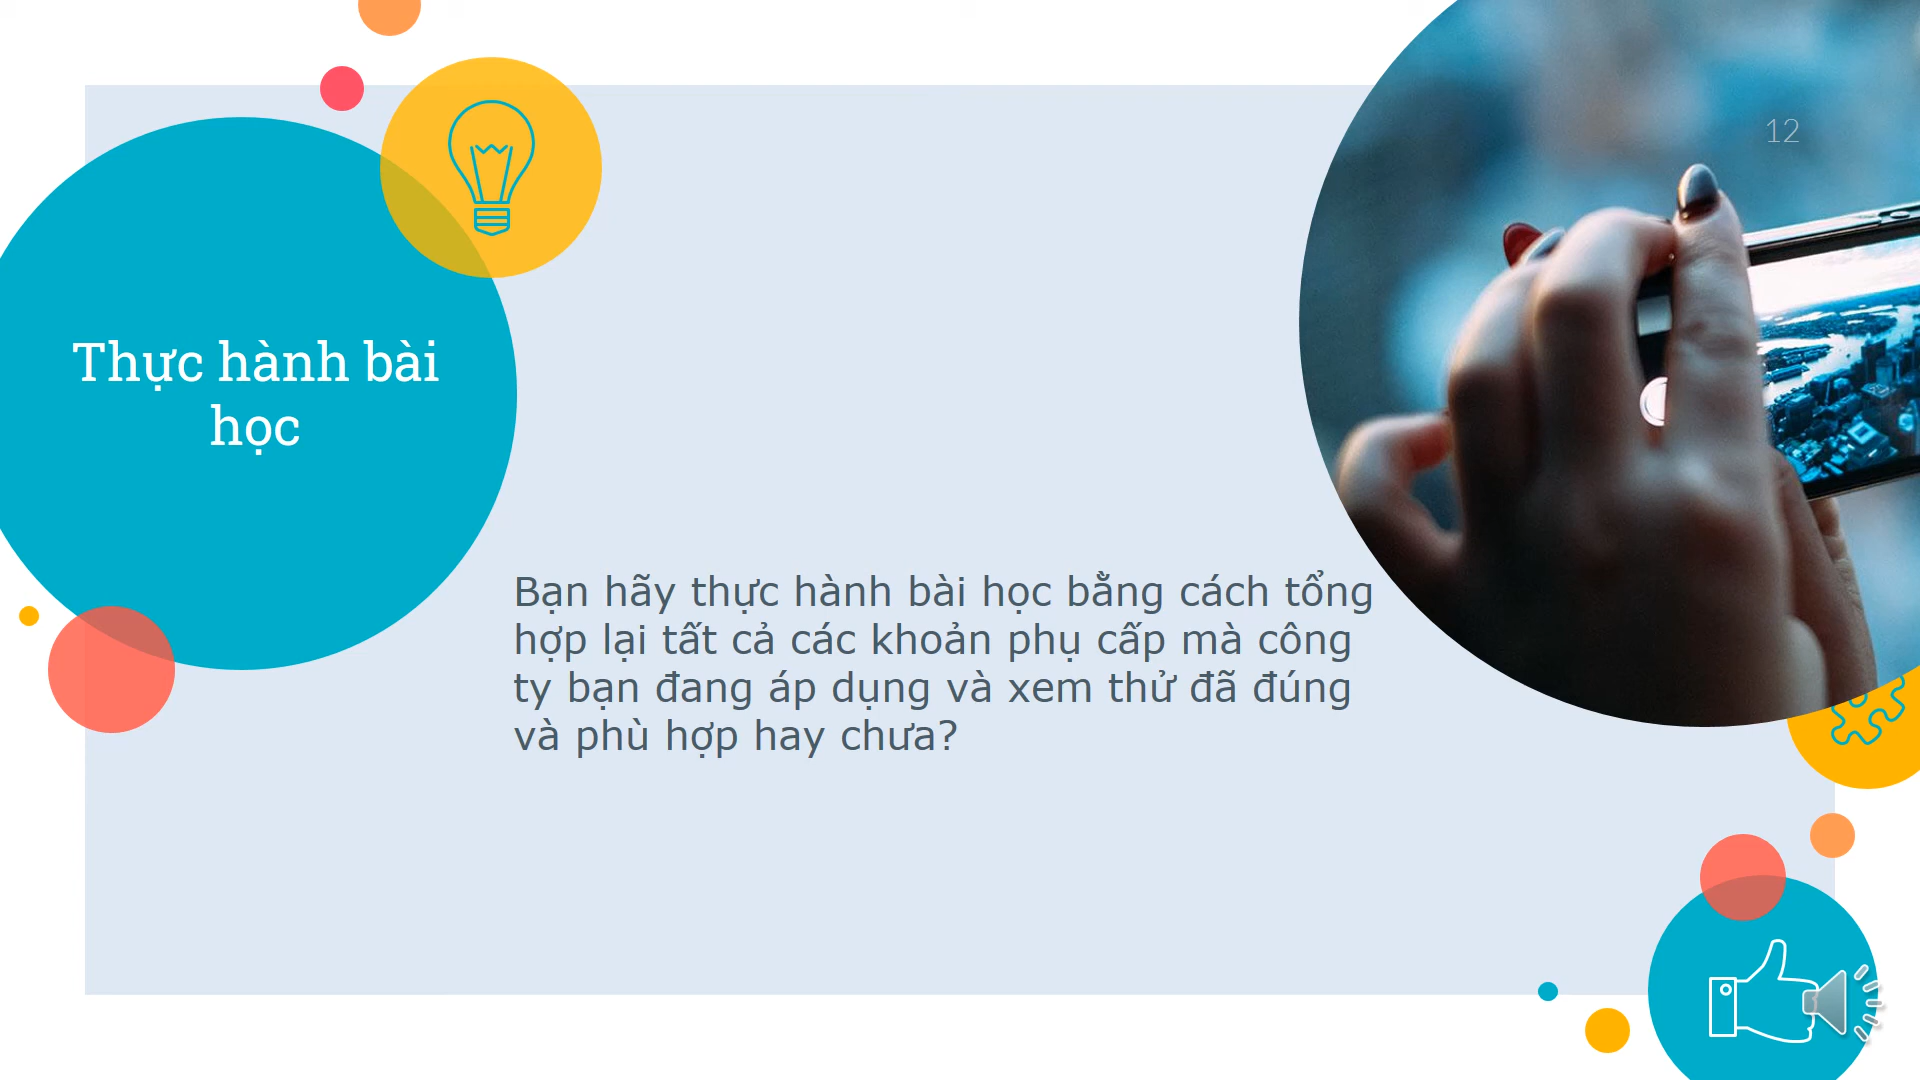 12
Thực hành bài
học
Bạn hãy thực hành bài học bằng cách tổng
hợp lại tất cả các khoản phụ cấp mà công
ty bạn đang áp dụng và xem thử đã đúng
và phù hợp hay chưa?